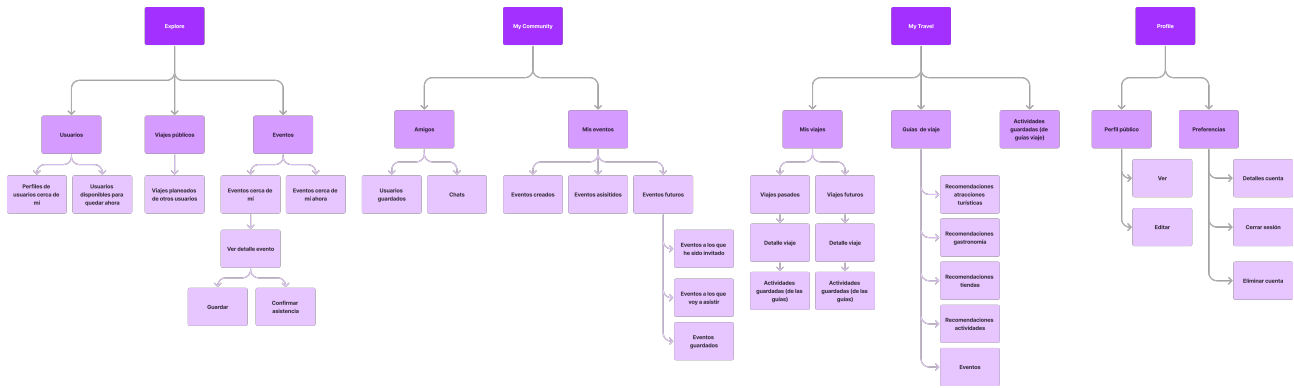 Explore
My Community
My Travel
Profile
Usuarios
Viajes públicos
Eventos
Amigos
Mis eventos
Mis viajes
Guías de viaje
Actividades
guardadas (de
guías viaje)
Perfil público
Preferencias
Perfiles de
usuarios cerca de
mi
Usuarios
disponibles para
quedar ahora
Viajes planeados
de otros usuarios
Eventos cerca de
mí
Eventos cerca de
mi ahora
Ver detalle evento
Guardar
Confirmar
asistencia
Usuarios
guardados
Chats
Eventos creados
Eventos asisitidos
Eventos futuros
Eventos a los que
he sido invitado
Eventos a los que
voy a asistir
Eventos
guardados
Viajes pasados
Viajes futuros
Detalle viaje
Detalle viaje
Actividades
guardadas (de las
guías)
Actividades
guardadas (de las
guías)
Recomendaciones
atracciones
turísticas
Recomendaciones
gastronomía
Recomendaciones
tiendas
Recomendaciones
actividades
Eventos
Ver
Editar
Detalles cuenta
Cerrar sesión
Eliminar cuenta